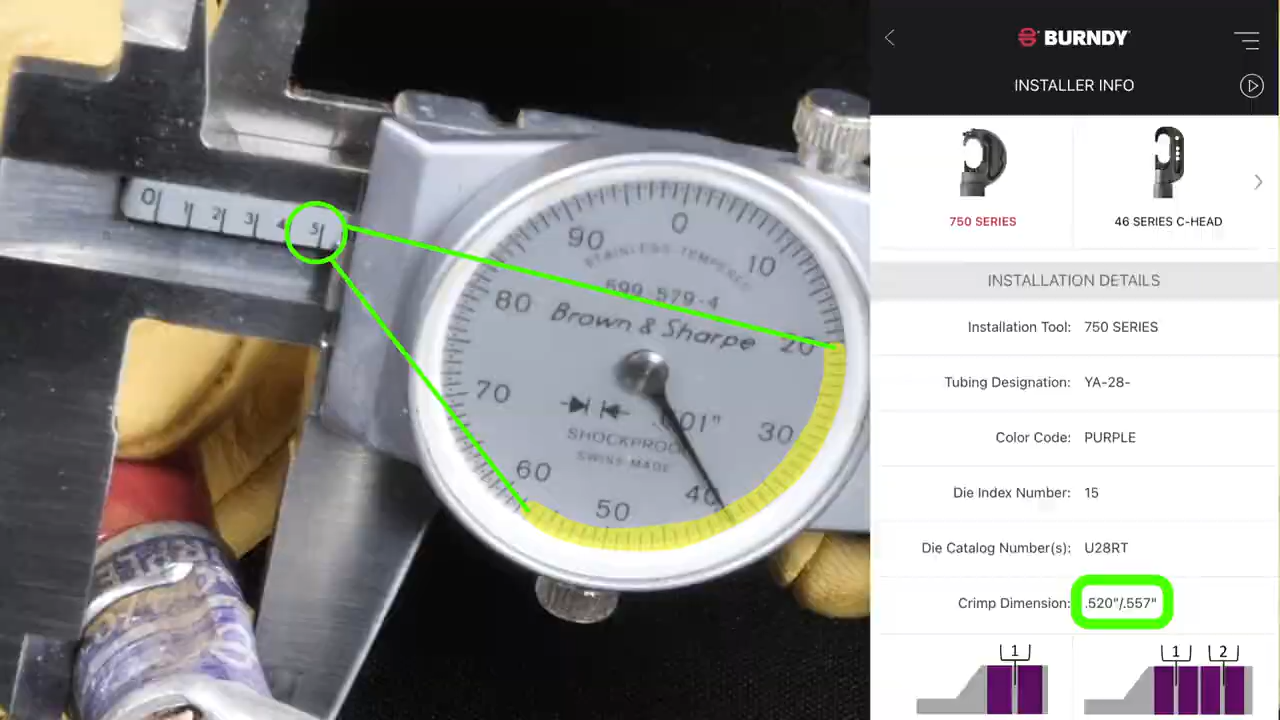 0 1 2 3 4 5
0
90
10
STAINLESS-TEMPERED
599-579-4
80
Brown & Sharpe
20
70
.001"
30
SHOCKPROOF
SWISS-MADE
60
40
50
BURNDY
INSTALLER INFO
750 SERIES
46 SERIES C-HEAD
INSTALLATION DETAILS
Installation Tool: 750 SERIES
Tubing Designation: YA-28-
Color Code: PURPLE
Die Index Number: 15
Die Catalog Number(s): U28RT
Crimp Dimension: .520"/.557"
1
1 2